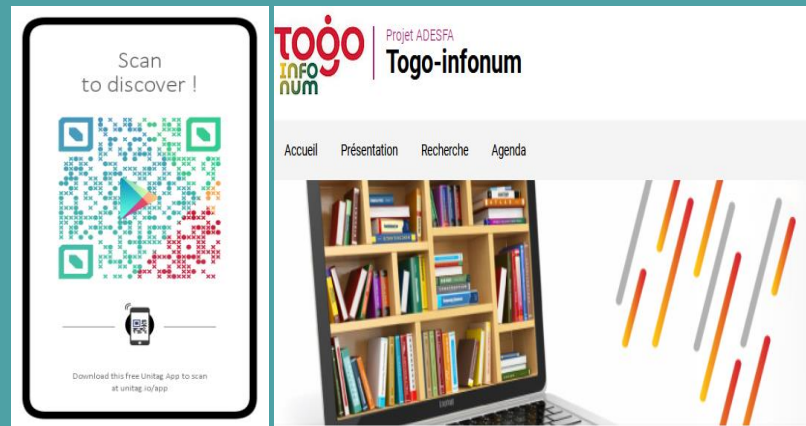 Scan
to discover !
Download this free Unitag App to scan
at unitag.io/app
TOGO
INFO
NUM
Projet ADESFA
Togo-infonum
Accueil Présentation Recherche Agenda